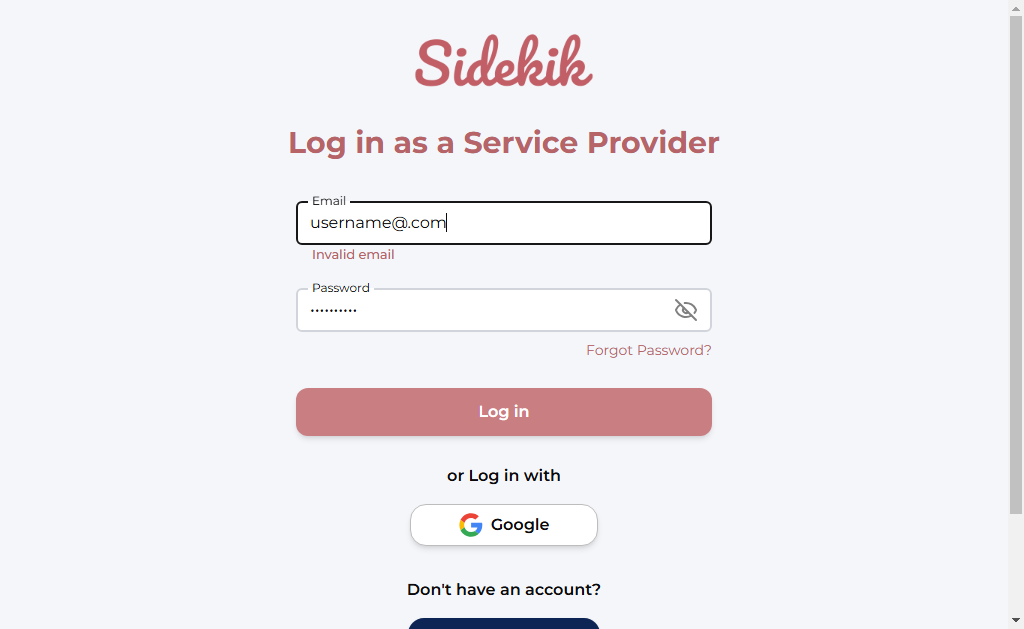 Sidekik
Log in as a Service Provider
Email
username@.com
Invalid email
Password
••••••••••
Forgot Password?
Log in
or Log in with
Google
Don't have an account?